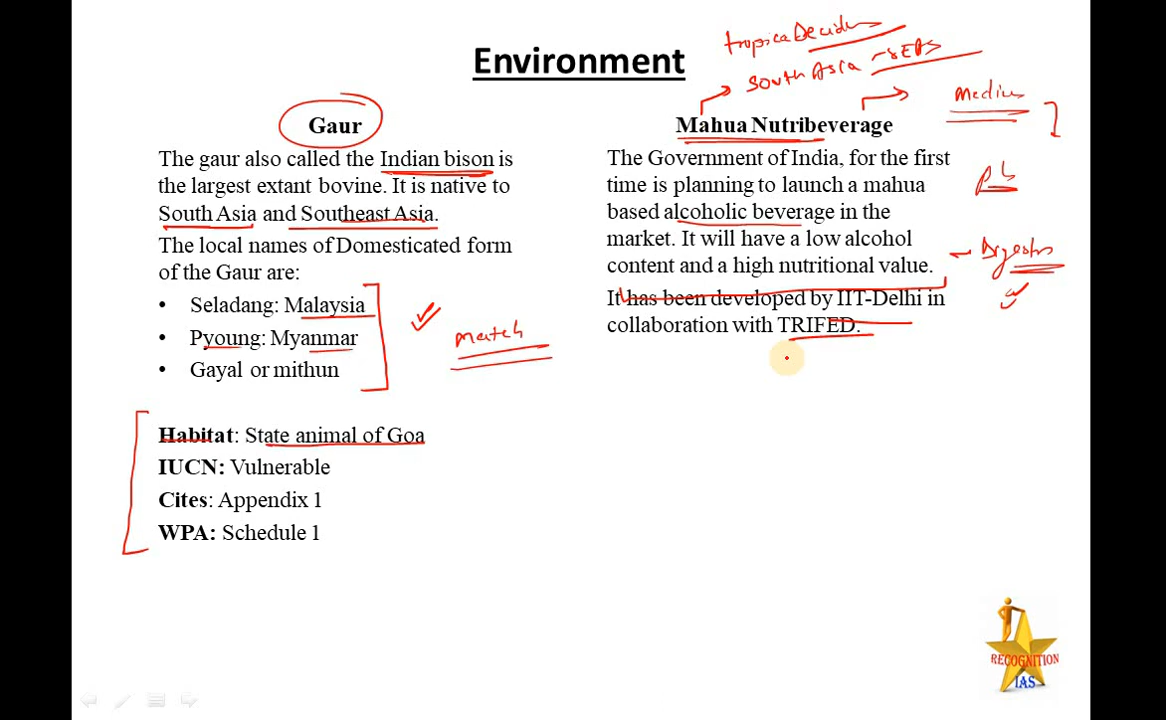 Environment
Gaur
The gaur also called the Indian bison is
the largest extant bovine. It is native to
South Asia and Southeast Asia.
The local names of Domesticated form
of the Gaur are:
• Seladang: Malaysia
• Pyoung: Myanmar
• Gayal or mithun
match
Habitat: State animal of Goa
IUCN: Vulnerable
Cites: Appendix 1
WPA: Schedule 1
South Asia
Mahua Nutribeverage
The Government of India, for the first
time is planning to launch a mahua
based alcoholic beverage in the
market. It will have a low alcohol
content and a high nutritional value.
It has been developed by IIT-Delhi in
collaboration with TRIFED.
RECOGNITION
IAS